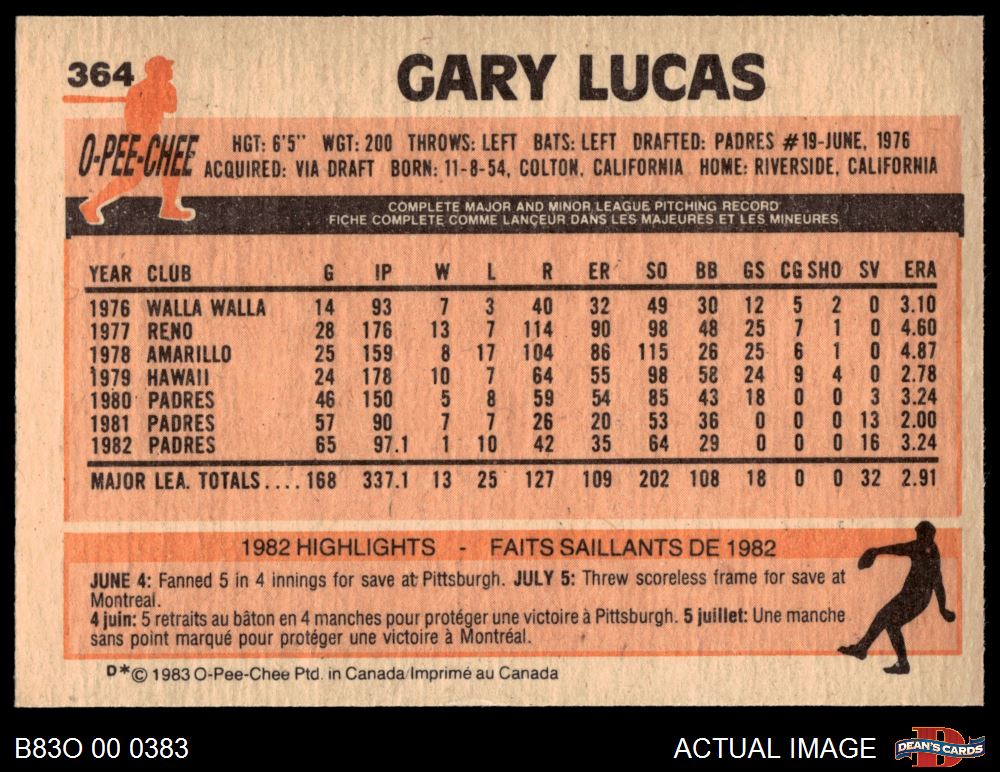 364
GARY LUCAS
O-PEE-CHEE
HGT: 6'5" WGT: 200 THROWS: LEFT BATS: LEFT DRAFTED: PADRES #19-JUNE, 1976
ACQUIRED: VIA DRAFT BORN: 11-8-54, COLTON, CALIFORNIA HOME: RIVERSIDE, CALIFORNIA
COMPLETE MAJOR AND MINOR LEAGUE PITCHING RECORD
FICHE COMPLETE COMME LANÇEUR DANS LES MAJEURES ET LES MINEURES
YEAR CLUB G IP W L R ER SO BB GS CG SHO SV ERA
1976 WALLA WALLA 14 93 7 3 40 32 49 30 12 5 2 0 3.10
1977 RENO 28 176 13 7 114 90 98 48 25 7 1 0 4.60
1978 AMARILLO 25 159 8 17 104 86 115 26 25 6 1 0 4.87
1979 HAWAII 24 178 10 7 64 55 98 58 24 9 4 0 2.78
1980 PADRES 46 150 5 8 59 54 85 43 18 0 0 3 3.24
1981 PADRES 57 90 7 7 26 20 53 36 0 0 0 13 2.00
1982 PADRES 65 97.1 1 10 42 35 64 29 0 0 0 16 3.24
MAJOR LEA. TOTALS....168 337.1 13 25 127 109 202 108 18 0 0 32 2.91
1982 HIGHLIGHTS - FAITS SAILLANTS DE 1982
JUNE 4: Fanned 5 in 4 innings for save at Pittsburgh. JULY 5: Threw scoreless frame for save at
Montreal.
4 juin: 5 retraits au bâton en 4 manches pour protéger une victoire à Pittsburgh. 5 juillet: Une manche
sans point marqué pour protéger une victoire à Montréal.
D*© 1983 O-Pee-Chee Ptd. in Canada/Imprimé au Canada
B83O 00 0383
ACTUAL IMAGE
D
DEAN'S CARDS